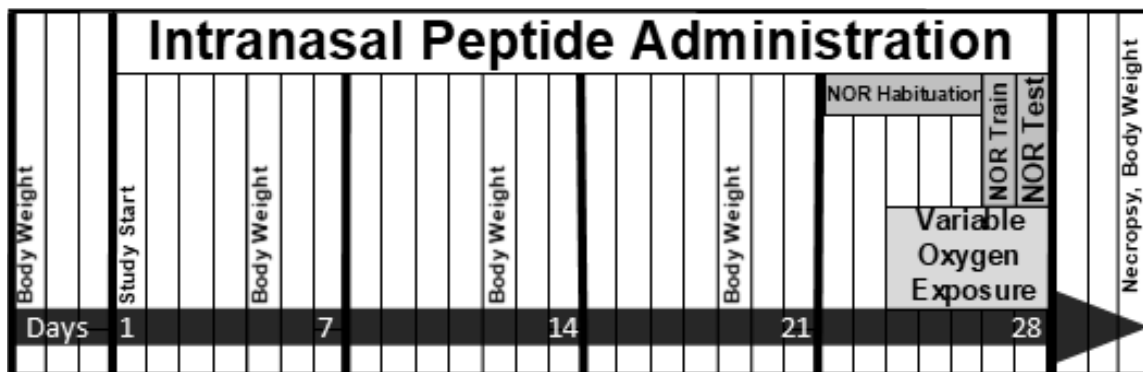 Intranasal Peptide Administration
Body Weight
Study Start
Body Weight
Body Weight
Body Weight
NOR Habituation
NOR Train
NOR Test
Variable
Oxygen
Exposure
Necropsy, Body Weight
Days 1 7 14 21 28